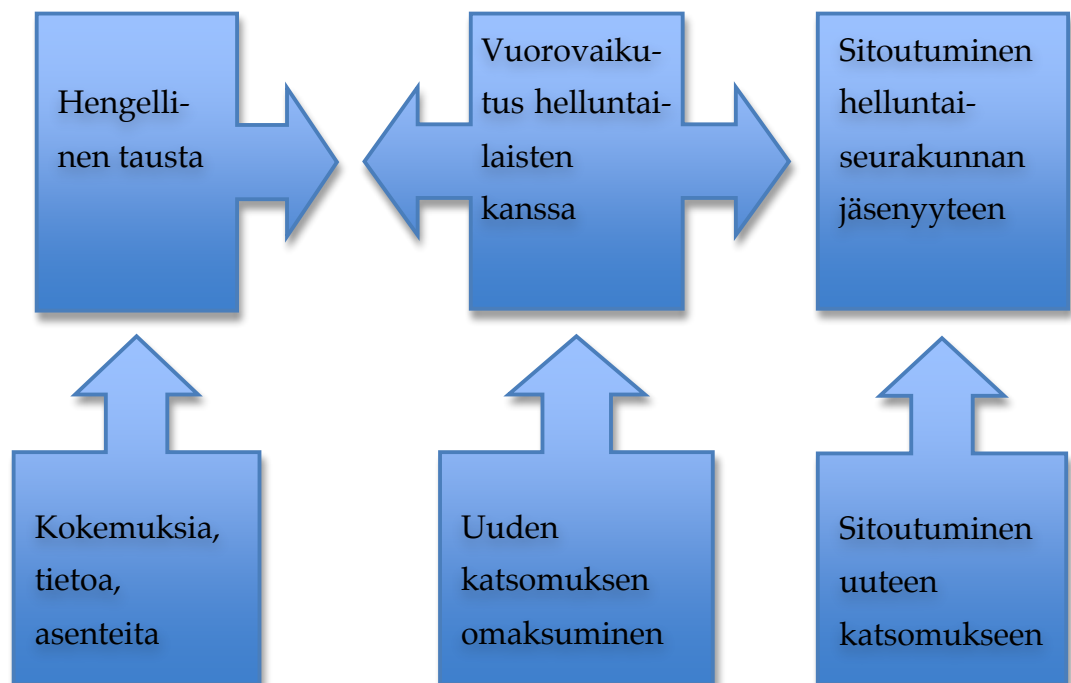 Hengelli-
nen tausta
Vuorovaiku-
tus helluntai-
laisten
kanssa
Sitoutuminen
helluntai-
seurakunnan
jäsenyyteen
Kokemuksia,
tietoa,
asenteita
Uuden
katsomuksen
omaksuminen
Sitoutuminen
uuteen
katsomukseen